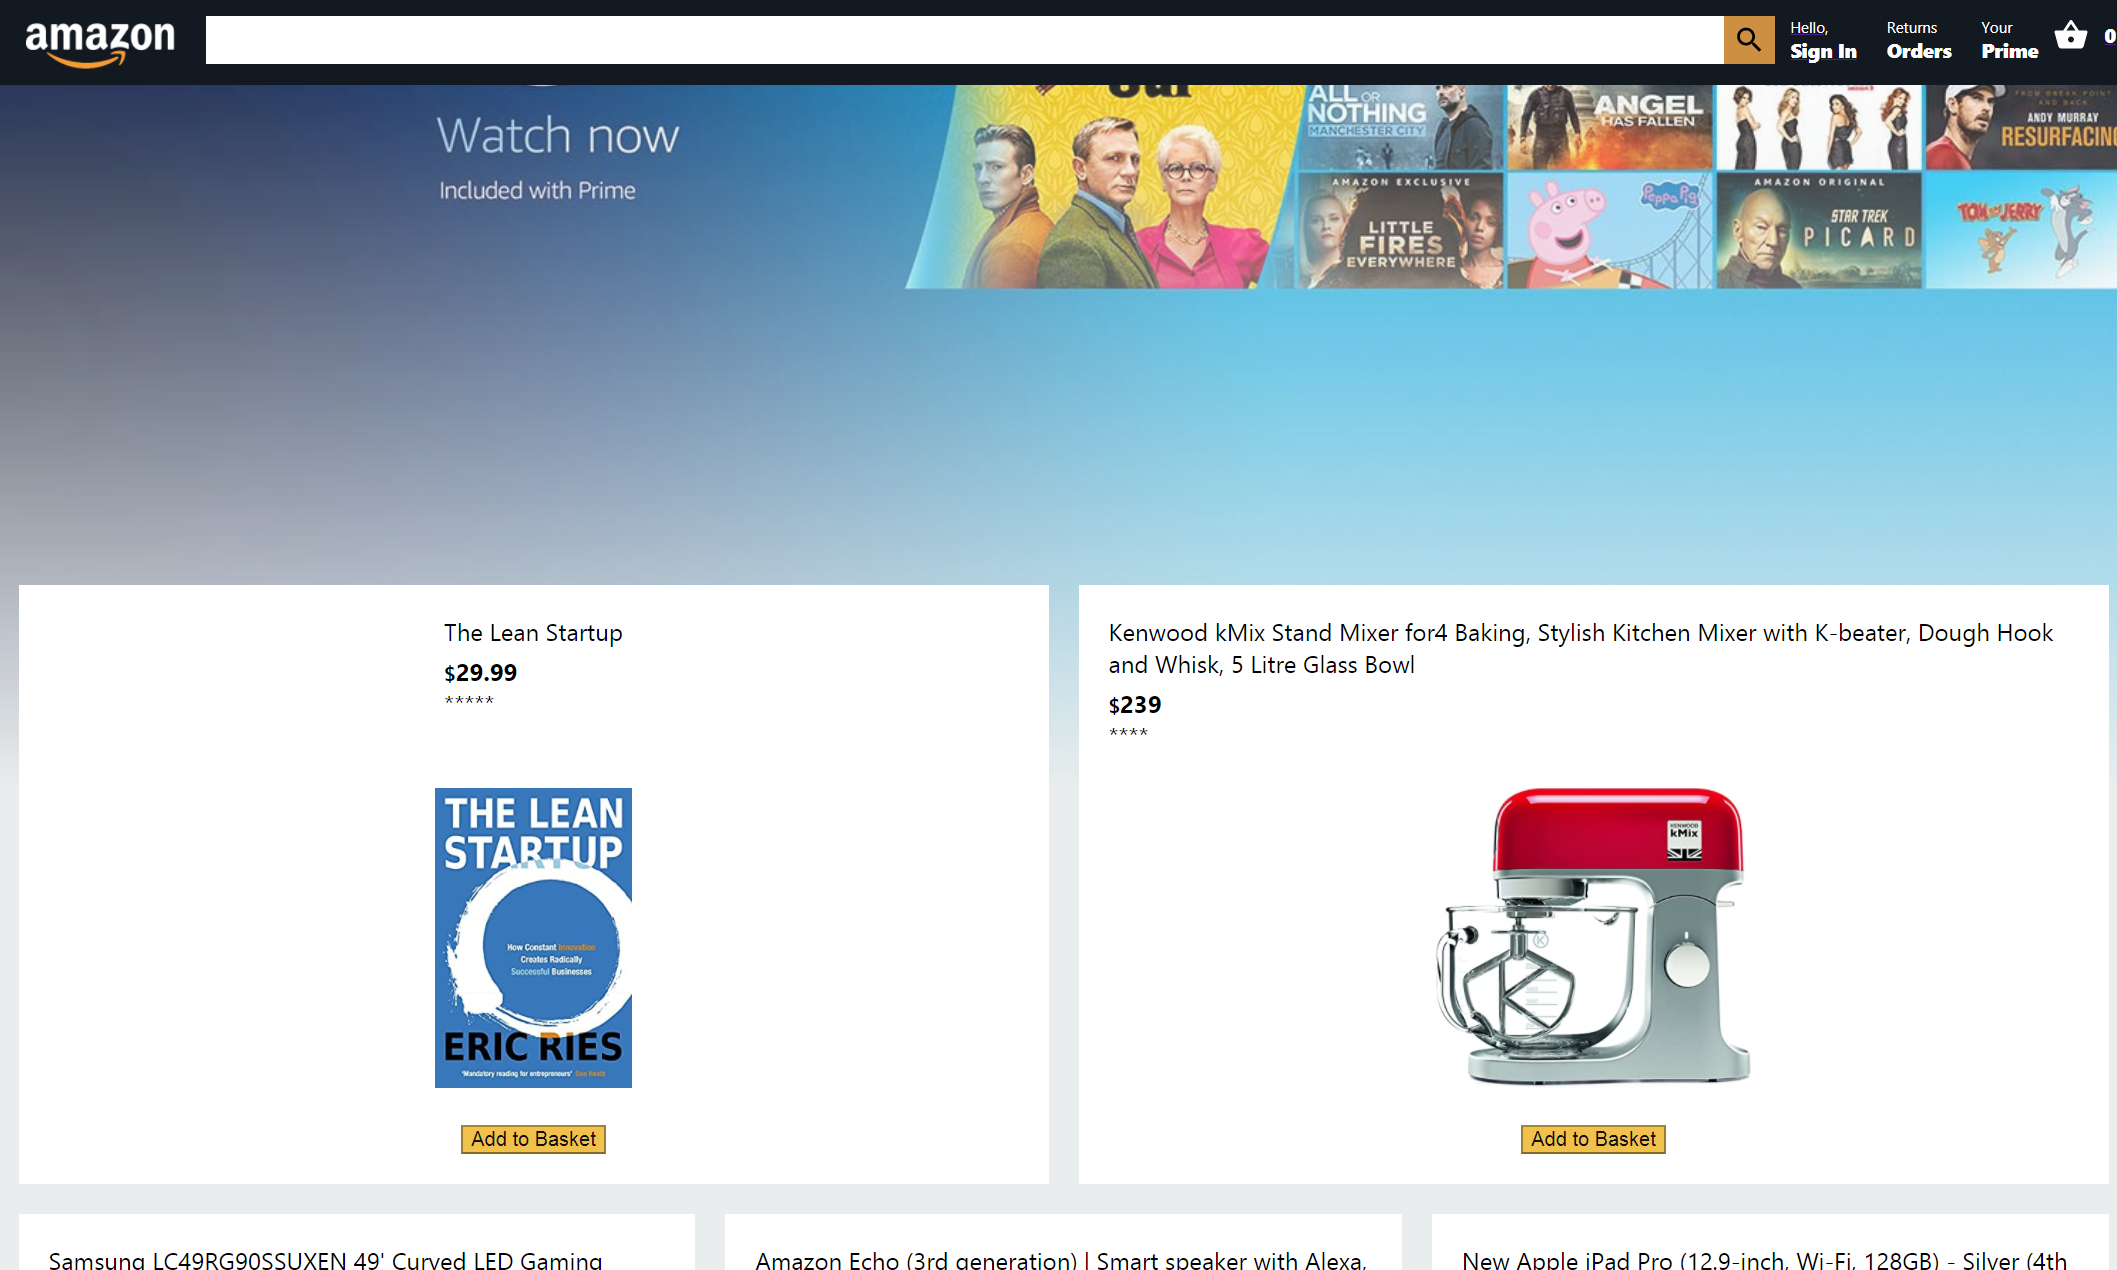 amazon
Hello,
Sign In
Returns
Orders
Your
Prime
0
Watch now
Included with Prime
ALL OR
NOTHING
MANCHESTER CITY
ANGEL
HAS FALLEN
FROM BREAK POINT
AND BACK
ANDY MURRAY
RESURFACING
AMAZON EXCLUSIVE
LITTLE
FIRES
EVERYWHERE
Peppa Pig
AMAZON ORIGINAL
STAR TREK
PICARD
TOM and JERRY
The Lean Startup
$29.99
*****
THE LEAN
STARTUP
How Constant Innovation
Creates Radically
Successful Businesses
ERIC RIES
'Mandatory reading for entrepreneurs' Dan Heath
Add to Basket
Kenwood kMix Stand Mixer for4 Baking, Stylish Kitchen Mixer with K-beater, Dough Hook
and Whisk, 5 Litre Glass Bowl
$239
****
KENWOOD
kMix
K
Add to Basket
Samsung LC49RG90SSUXEN 49' Curved LED Gaming
Amazon Echo (3rd generation) | Smart speaker with Alexa,
New Apple iPad Pro (12.9-inch, Wi-Fi, 128GB) - Silver (4th